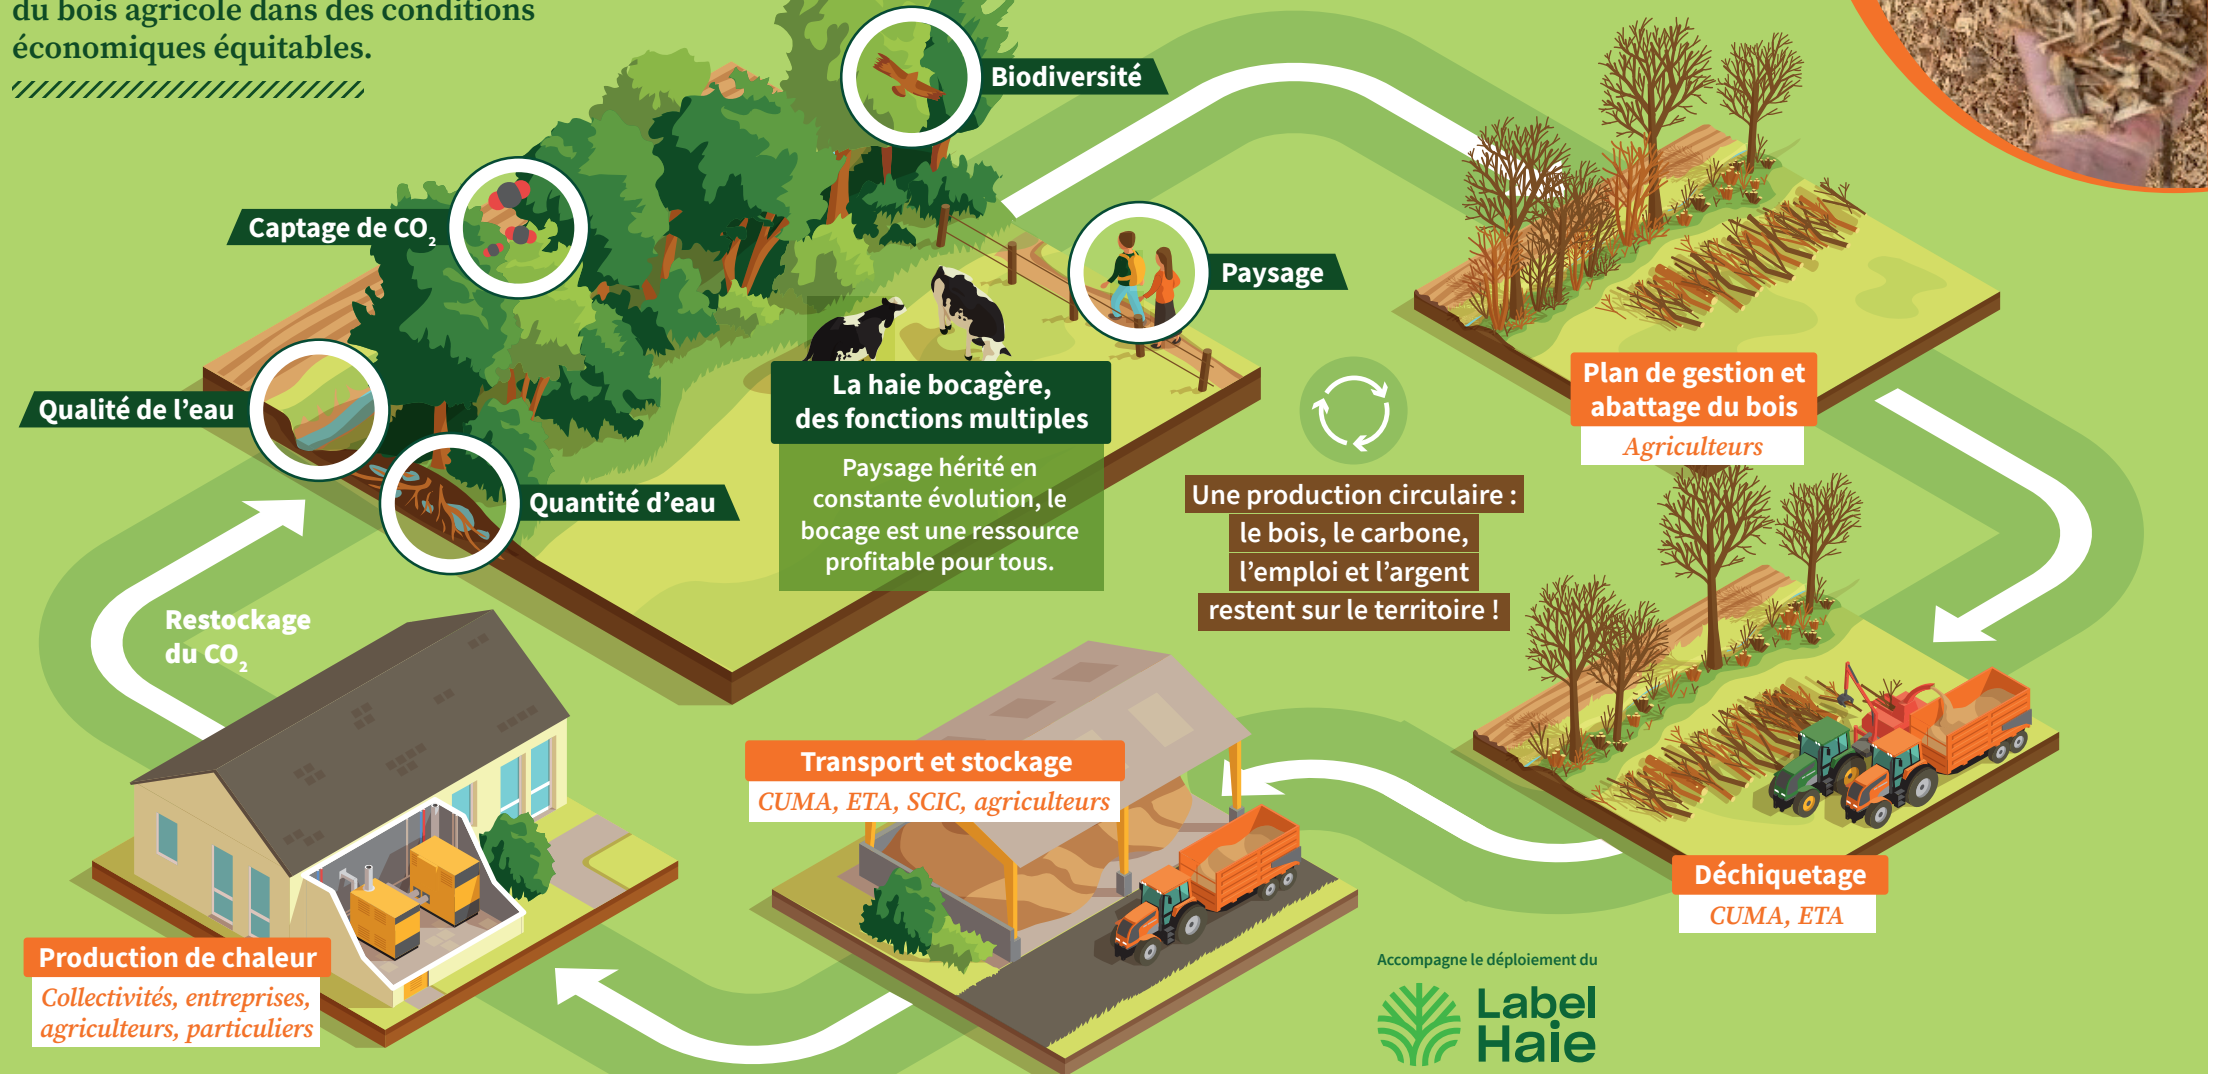 du bois agricole dans des conditions
économiques équitables.
Biodiversité
Captage de CO₂
Paysage
Qualité de l’eau
Quantité d’eau
La haie bocagère,
des fonctions multiples
Paysage hérité en
constante évolution, le
bocage est une ressource
profitable pour tous.
Une production circulaire :
le bois, le carbone,
l’emploi et l’argent
restent sur le territoire !
Plan de gestion et
abattage du bois
Agriculteurs
Déchiquetage
CUMA, ETA
Transport et stockage
CUMA, ETA, SCIC, agriculteurs
Production de chaleur
Collectivités, entreprises,
agriculteurs, particuliers
Restockage
du CO₂
Accompagne le déploiement du
Label
Haie